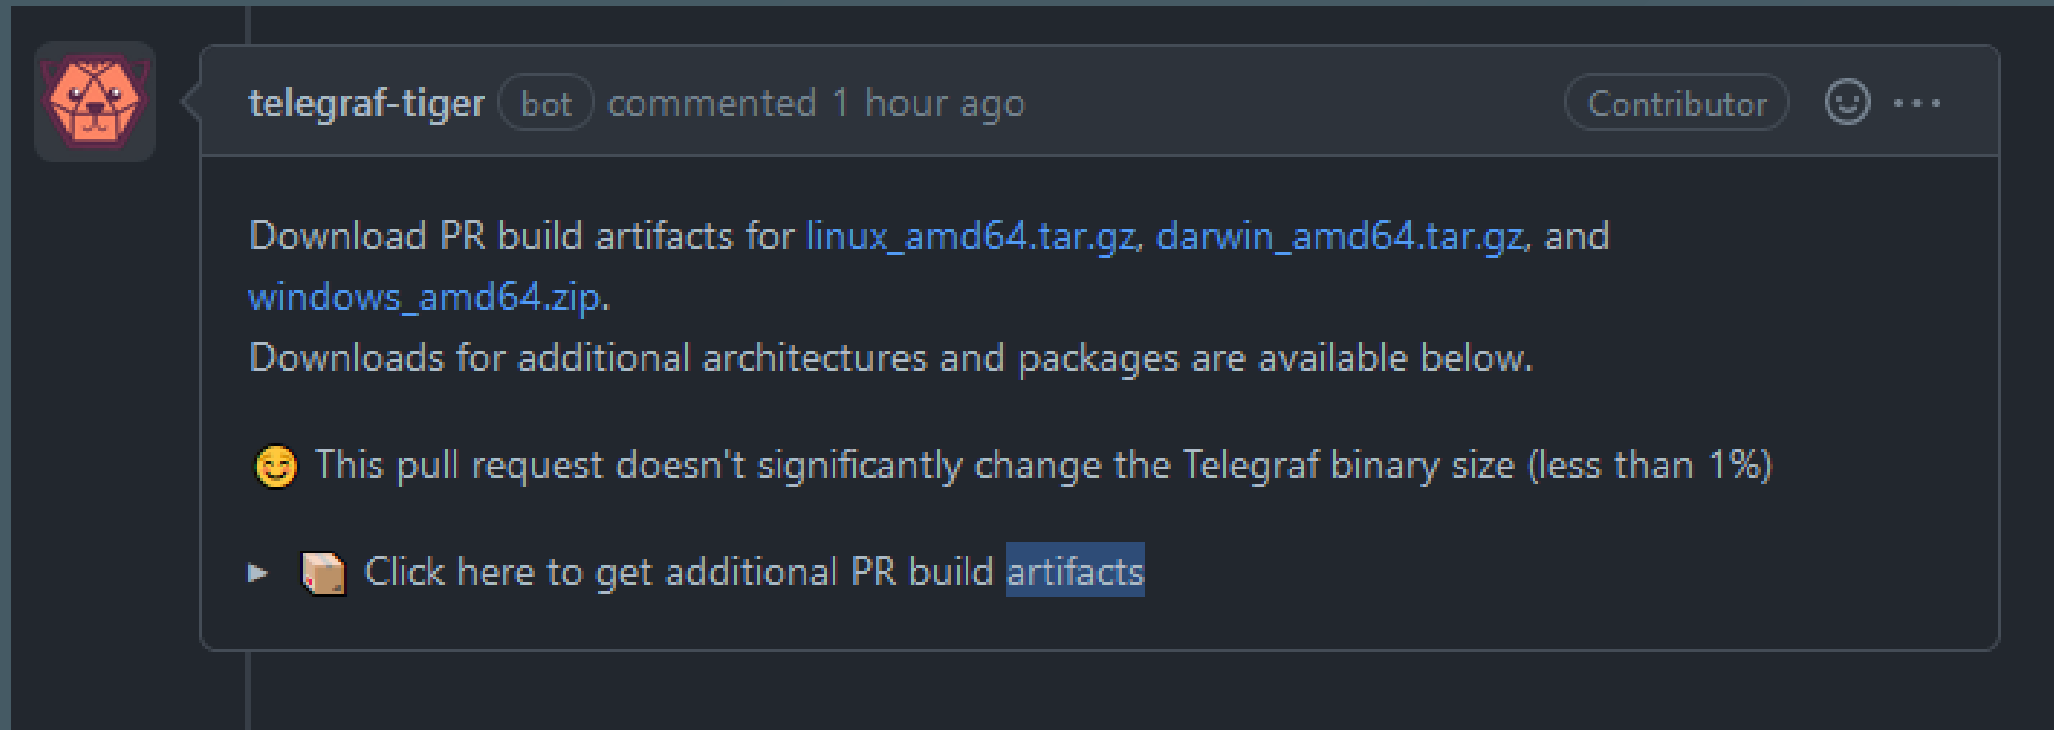 telegraf-tiger bot commented 1 hour ago Contributor
Download PR build artifacts for linux_amd64.tar.gz, darwin_amd64.tar.gz, and
windows_amd64.zip.
Downloads for additional architectures and packages are available below.
😊 This pull request doesn't significantly change the Telegraf binary size (less than 1%)
▶ 📦 Click here to get additional PR build artifacts